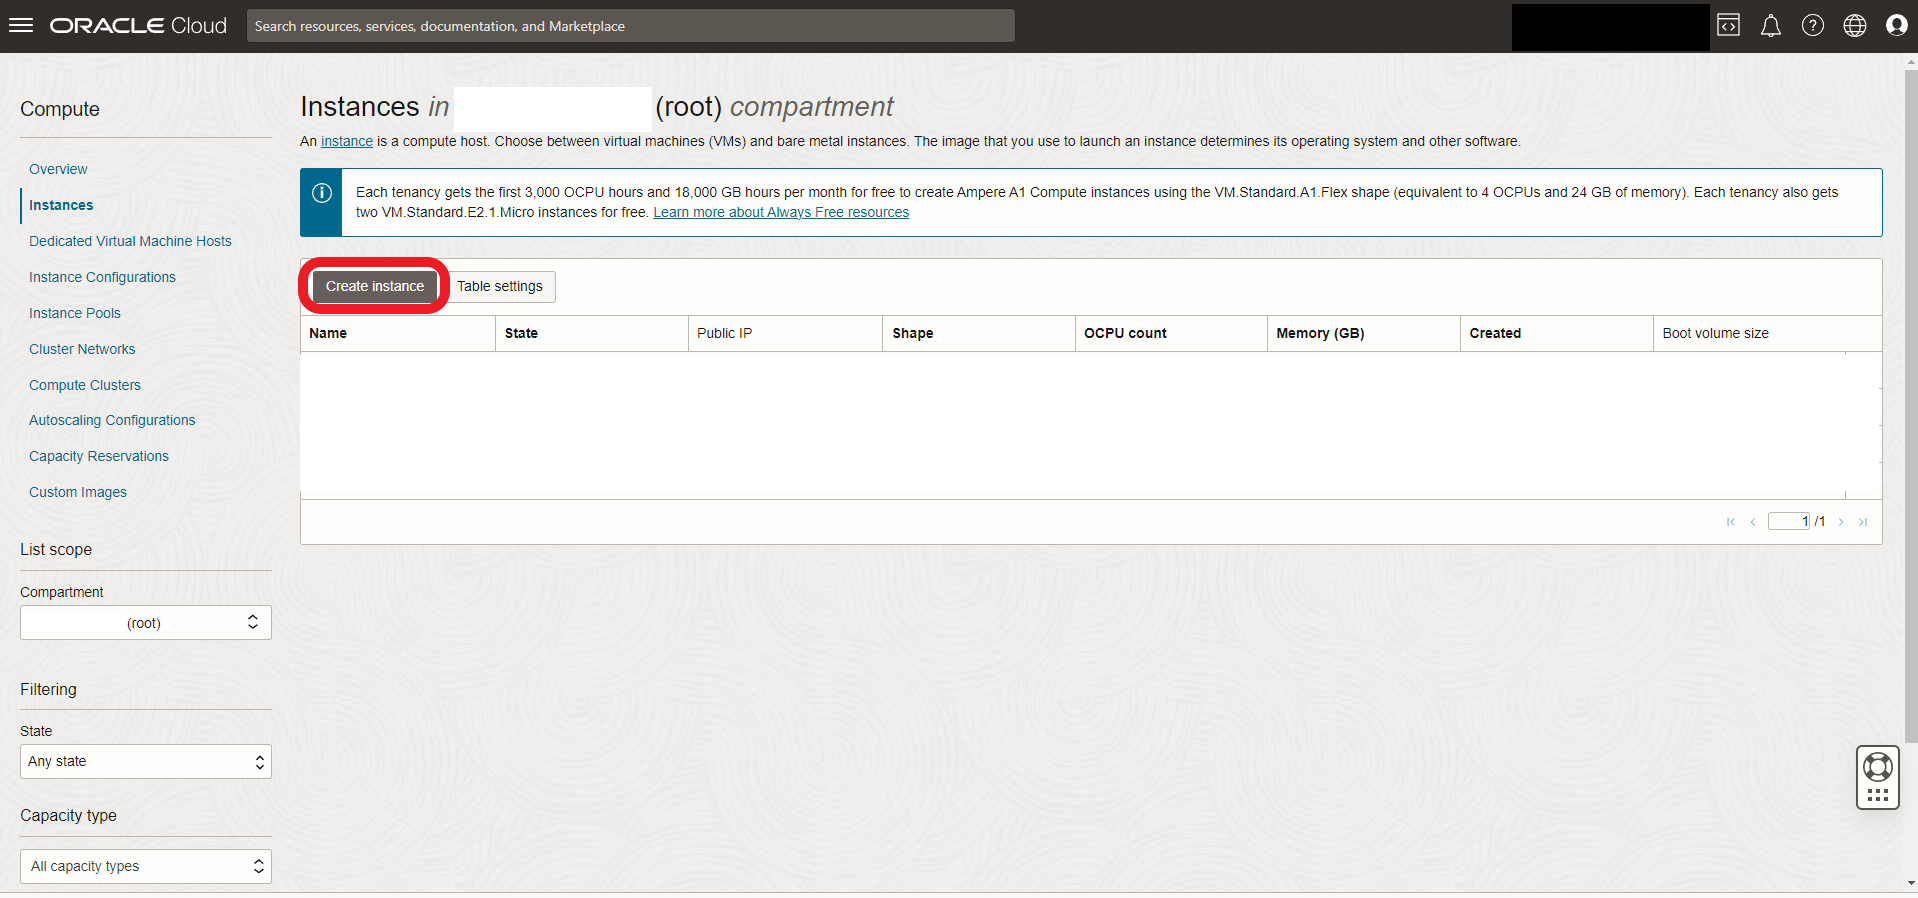 ORACLE Cloud
Search resources, services, documentation, and Marketplace
Compute
Overview
Instances
Dedicated Virtual Machine Hosts
Instance Configurations
Instance Pools
Cluster Networks
Compute Clusters
Autoscaling Configurations
Capacity Reservations
Custom Images
List scope
Compartment
(root)
Filtering
State
Any state
Capacity type
All capacity types
Instances in (root) compartment
An instance is a compute host. Choose between virtual machines (VMs) and bare metal instances. The image that you use to launch an instance determines its operating system and other software.
Each tenancy gets the first 3,000 OCPU hours and 18,000 GB hours per month for free to create Ampere A1 Compute instances using the VM.Standard.A1.Flex shape (equivalent to 4 OCPUs and 24 GB of memory). Each tenancy also gets
two VM.Standard.E2.1.Micro instances for free. Learn more about Always Free resources
Create instance Table settings
Name State Public IP Shape OCPU count Memory (GB) Created Boot volume size
1 /1